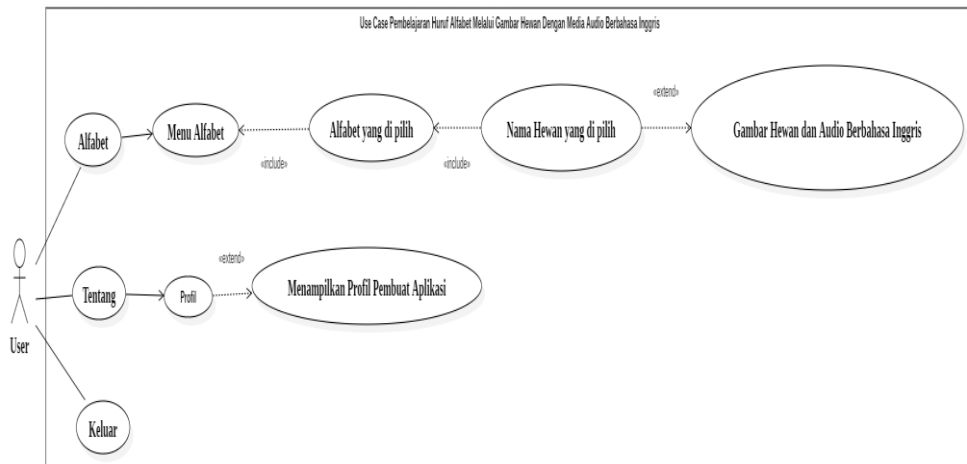 Use Case Pembelajaran Huruf Alfabet Melalui Gambar Hewan Dengan Media Audio Berbahasa Inggris
«extend»
Alfabet
Menu Alfabet
Alfabet yang di pilih
Nama Hewan yang di pilih
Gambar Hewan dan Audio Berbahasa Inggris
«include»
«include»
«extend»
Tentang
Profil
Menampilkan Profil Pembuat Aplikasi
User
Keluar